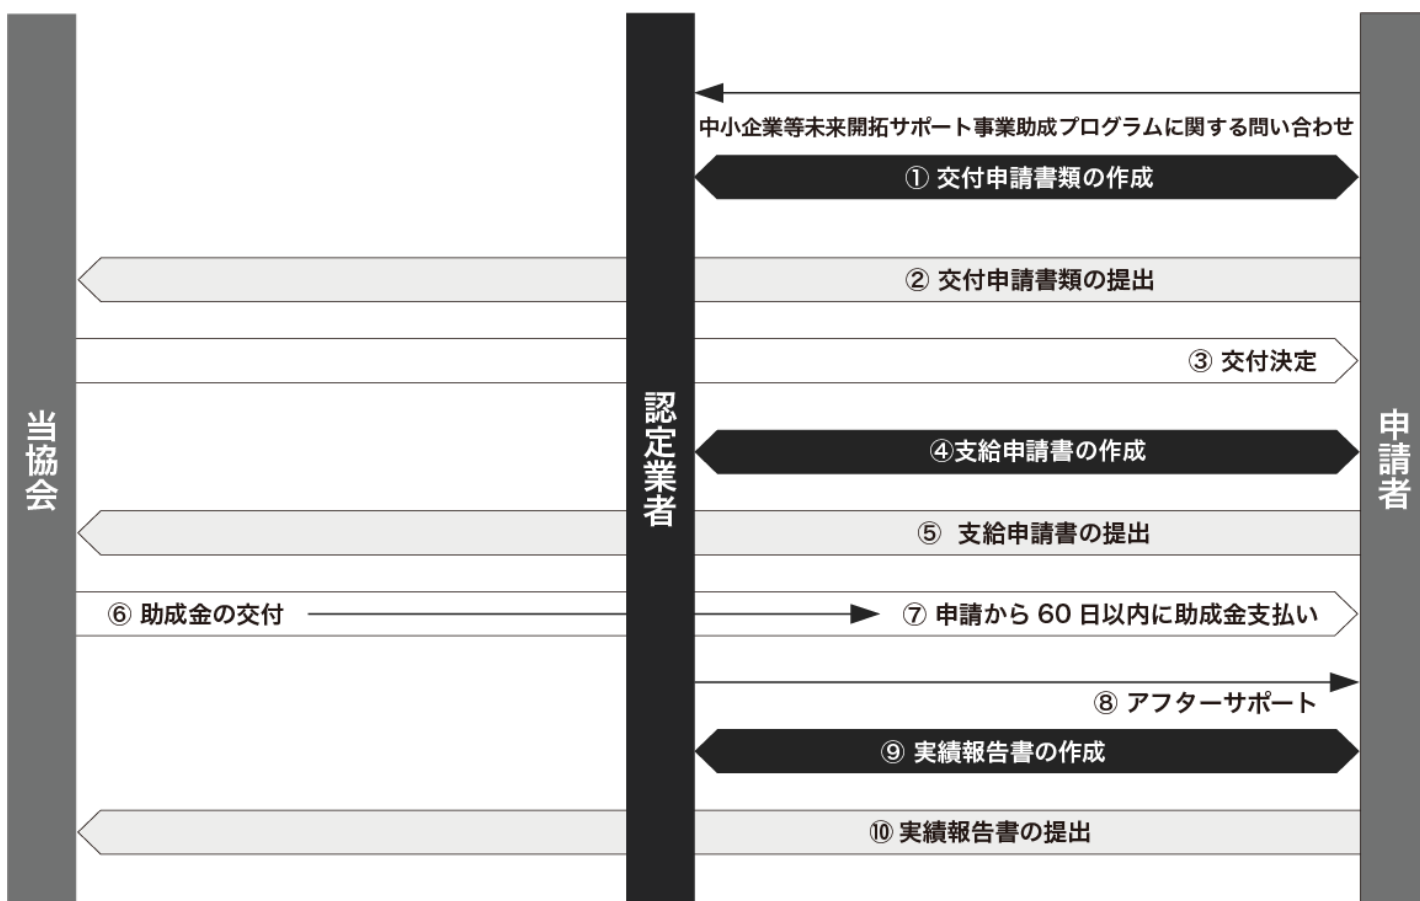 中小企業等未来開拓サポート事業助成プログラムに関する問い合わせ
① 交付申請書類の作成
② 交付申請書類の提出
③ 交付決定
当協会
認定業者
申請者
④支給申請書の作成
⑤ 支給申請書の提出
⑥ 助成金の交付
⑦ 申請から 60 日以内に助成金支払い
⑧ アフターサポート
⑨ 実績報告書の作成
⑩ 実績報告書の提出